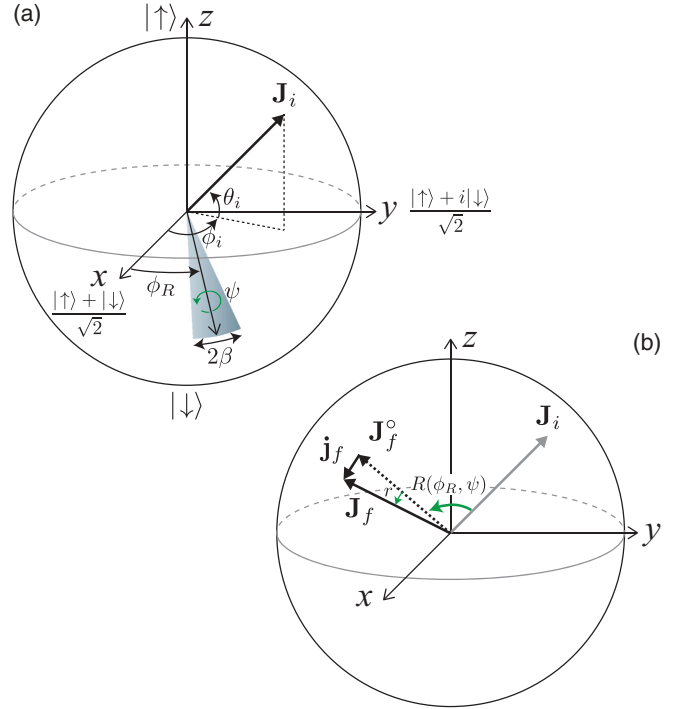 (a)
|↑⟩ z
J_i
θ_i
y (|↑⟩ + i|↓⟩)/√2
ϕ_i
x
ϕ_R ψ
(|↑⟩ + |↓⟩)/√2
2β
|↓⟩
(b)
z
J_i
J_f°
j_f
r R(ϕ_R, ψ)
J_f
y
x